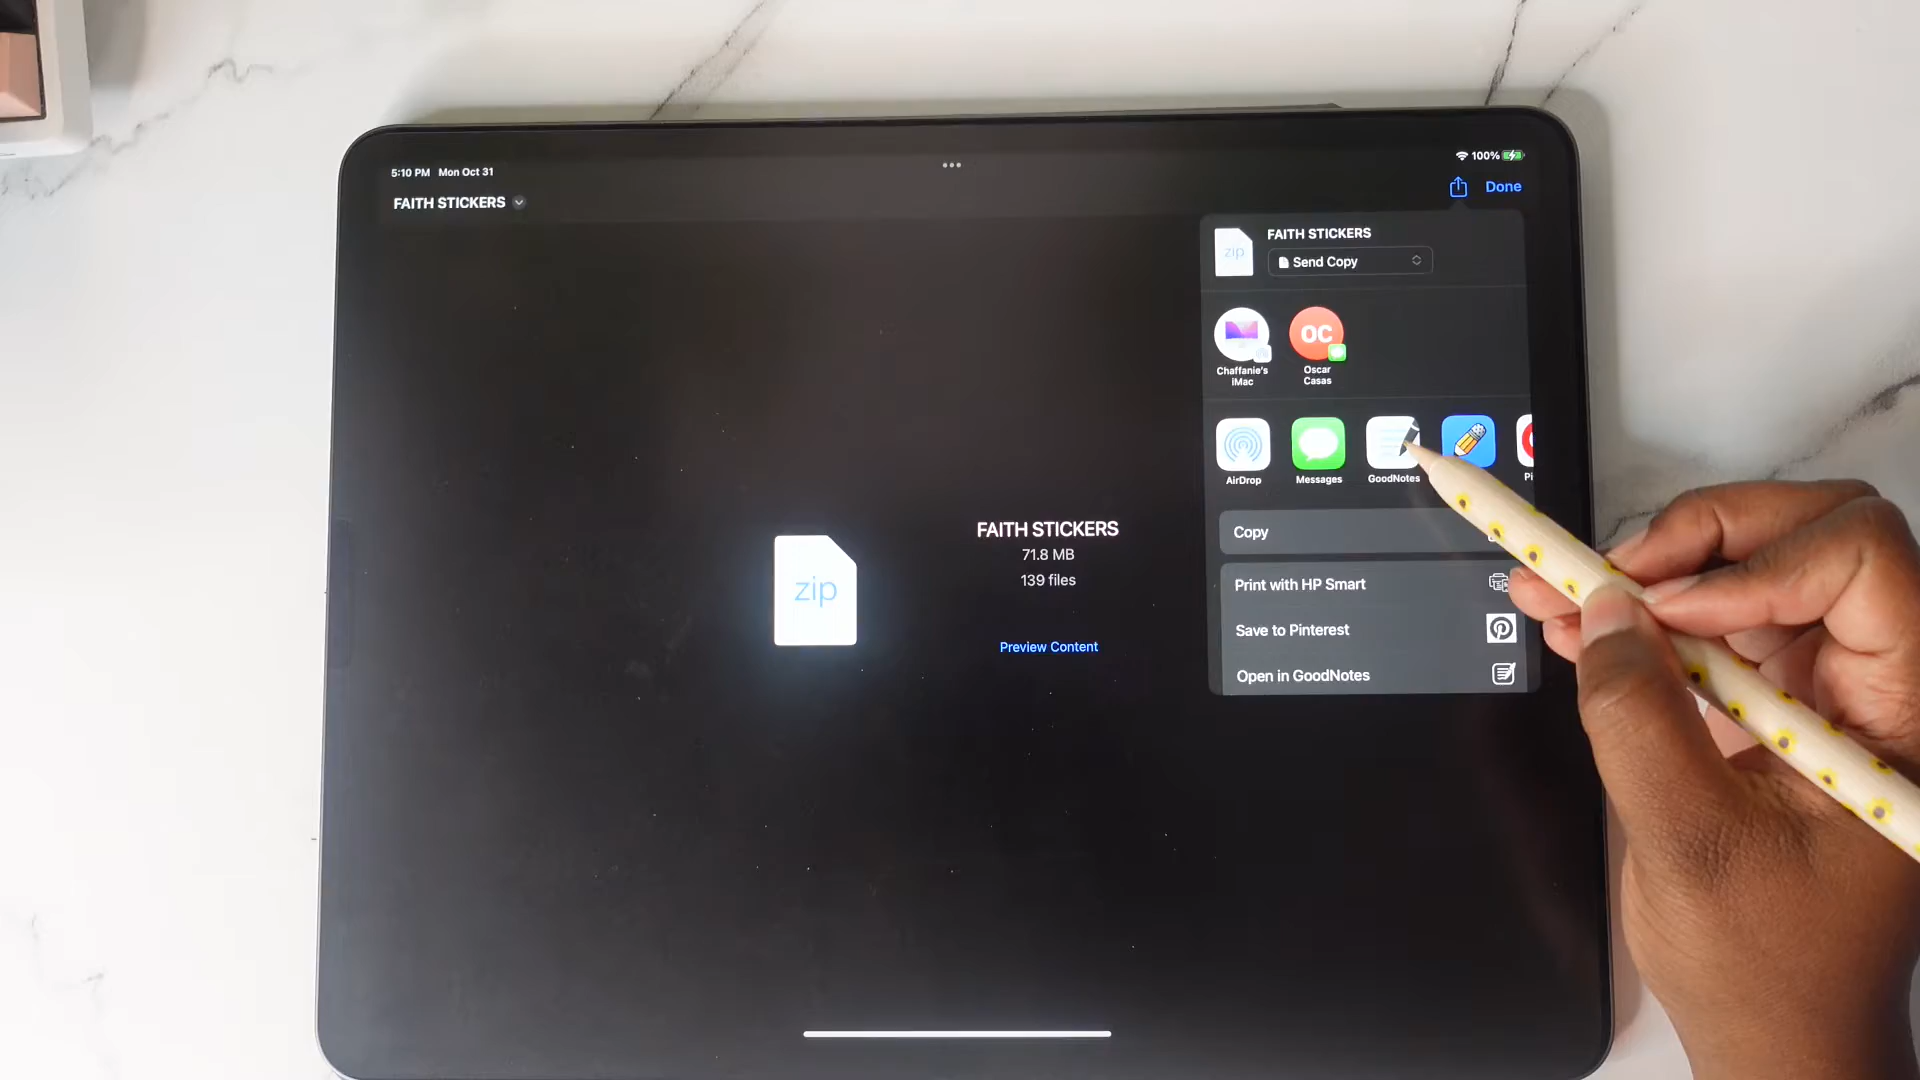 5:10 PM Mon Oct 31
100%
FAITH STICKERS
Done
zip
FAITH STICKERS
Send Copy
OC
Chaffanie's
iMac
Oscar
Casas
AirDrop
Messages
GoodNotes
Pi
Copy
Print with HP Smart
Save to Pinterest
Open in GoodNotes
zip
FAITH STICKERS
71.8 MB
139 files
Preview Content